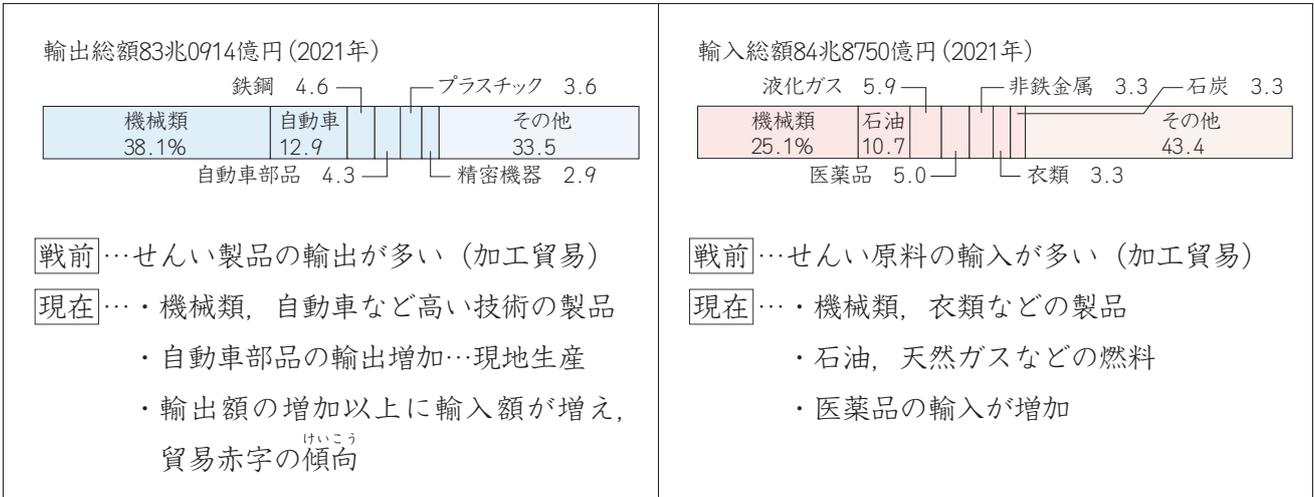 輸出総額83兆0914億円(2021年)
鉄鋼 4.6
プラスチック 3.6
機械類
38.1%
自動車
12.9
その他
33.5
自動車部品 4.3
精密機器 2.9
戦前…せんい製品の輸出が多い(加工貿易)
現在…・機械類,自動車など高い技術の製品
・自動車部品の輸出増加…現地生産
・輸出額の増加以上に輸入額が増え,
けいこう
貿易赤字の傾向
輸入総額84兆8750億円(2021年)
液化ガス 5.9
非鉄金属 3.3
石炭 3.3
機械類
25.1%
石油
10.7
その他
43.4
医薬品 5.0
衣類 3.3
戦前…せんい原料の輸入が多い(加工貿易)
現在…・機械類,衣類などの製品
・石油,天然ガスなどの燃料
・医薬品の輸入が増加